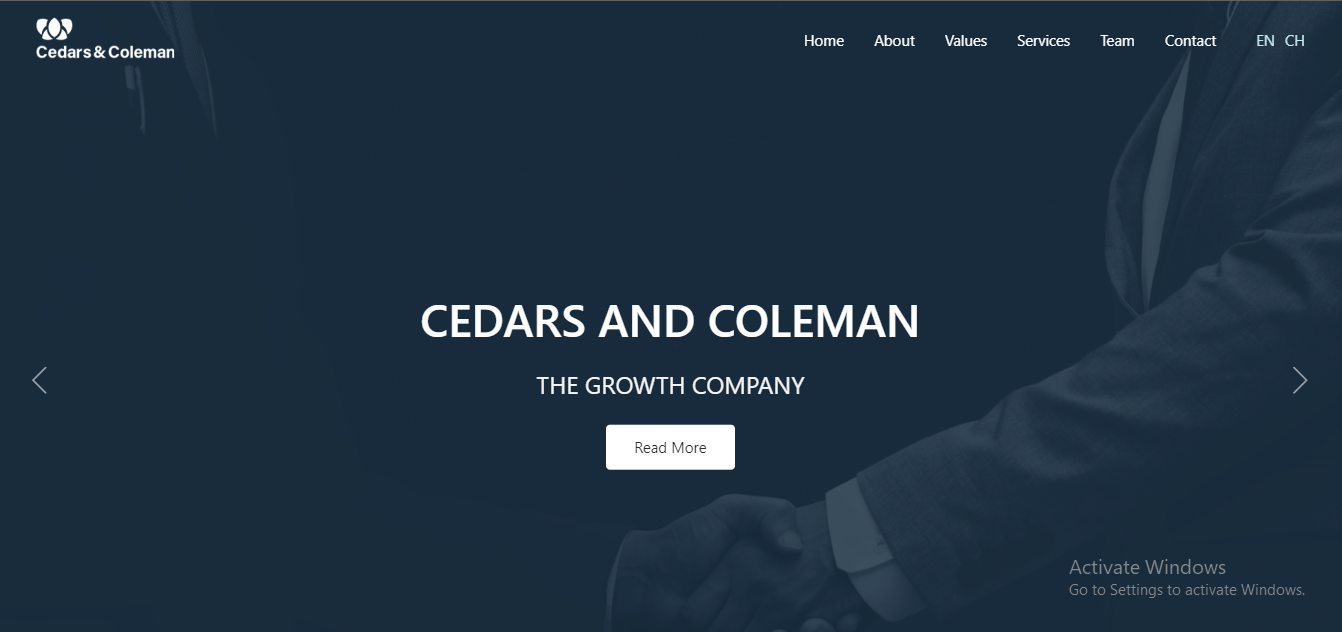 Cedars & Coleman
Home About Values Services Team Contact EN CH
CEDARS AND COLEMAN
THE GROWTH COMPANY
Read More
Activate Windows
Go to Settings to activate Windows.